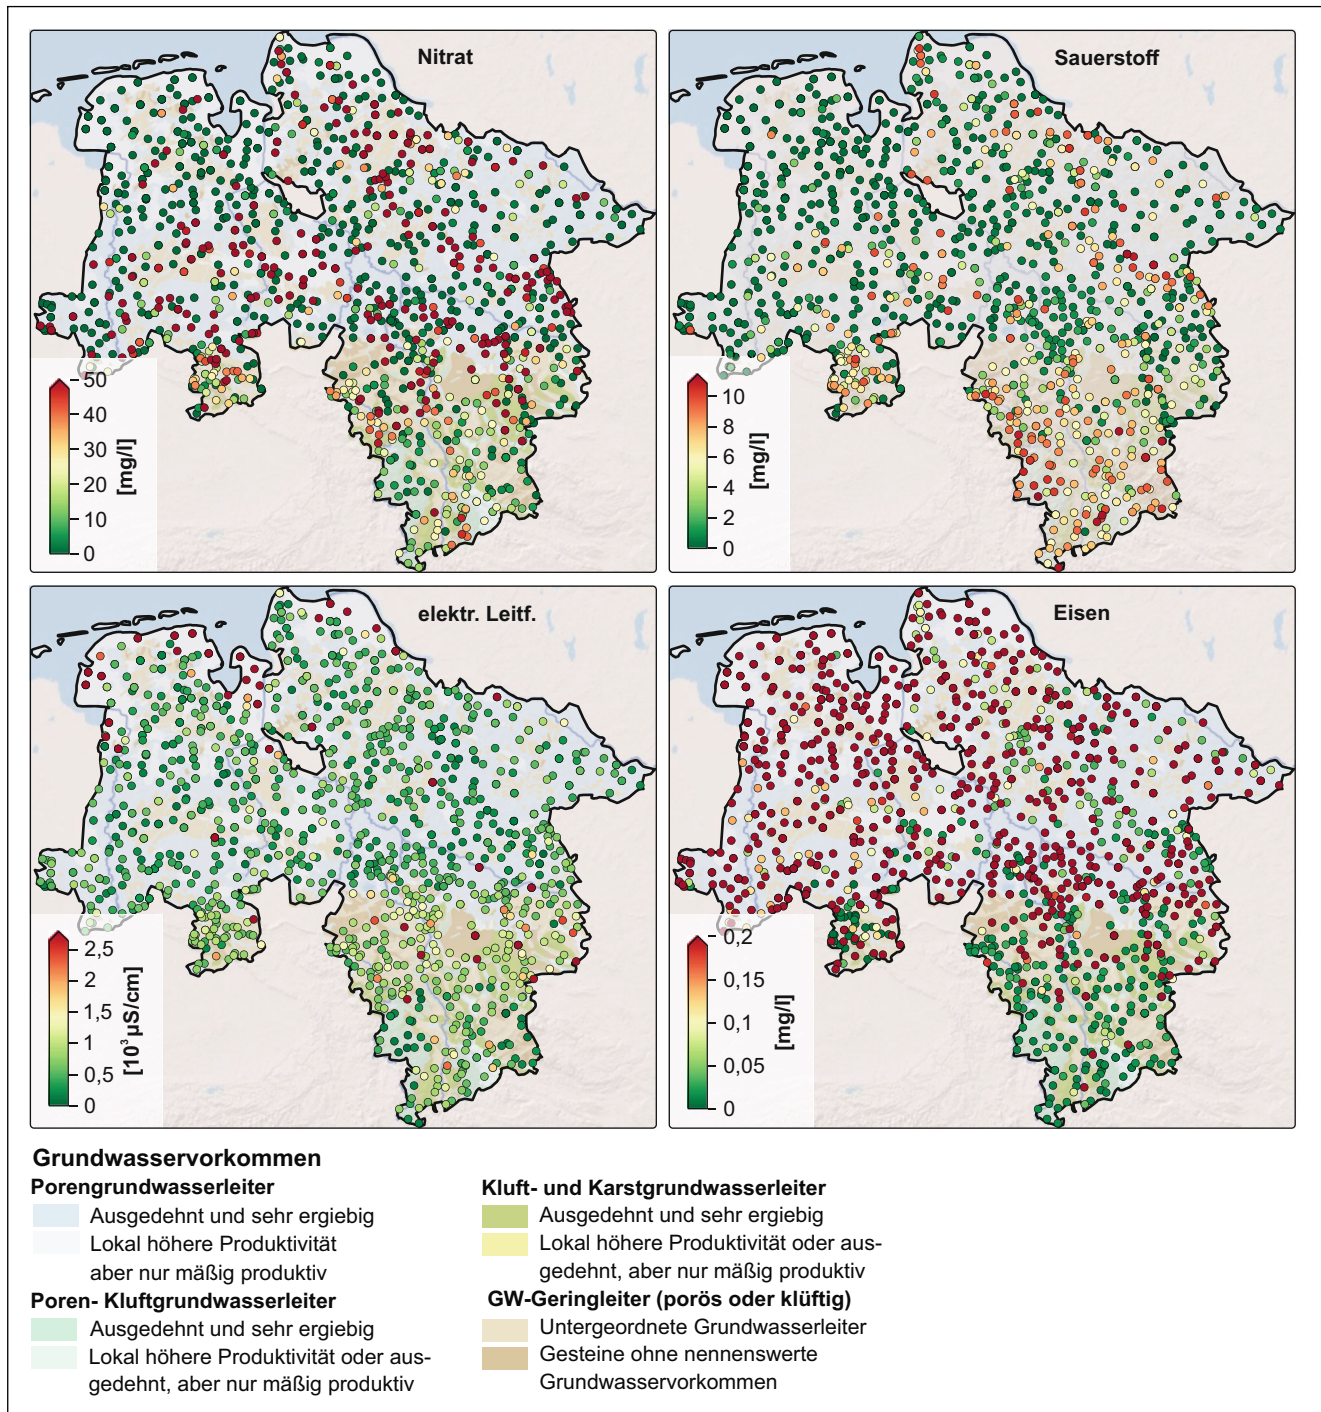 Nitrat
50
40
30
20
10
0
[mg/l]
Sauerstoff
10
8
6
4
2
0
[mg/l]
elektr. Leitf.
2,5
2
1,5
1
0,5
0
[10³ µS/cm]
Eisen
0,2
0,15
0,1
0,05
0
[mg/l]
Grundwasservorkommen
Porengrundwasserleiter
Ausgedehnt und sehr ergiebig
Lokal höhere Produktivität
aber nur mäßig produktiv
Poren- Kluftgrundwasserleiter
Ausgedehnt und sehr ergiebig
Lokal höhere Produktivität oder aus-
gedehnt, aber nur mäßig produktiv
Kluft- und Karstgrundwasserleiter
Ausgedehnt und sehr ergiebig
Lokal höhere Produktivität oder aus-
gedehnt, aber nur mäßig produktiv
GW-Geringleiter (porös oder klüftig)
Untergeordnete Grundwasserleiter
Gesteine ohne nennenswerte
Grundwasservorkommen